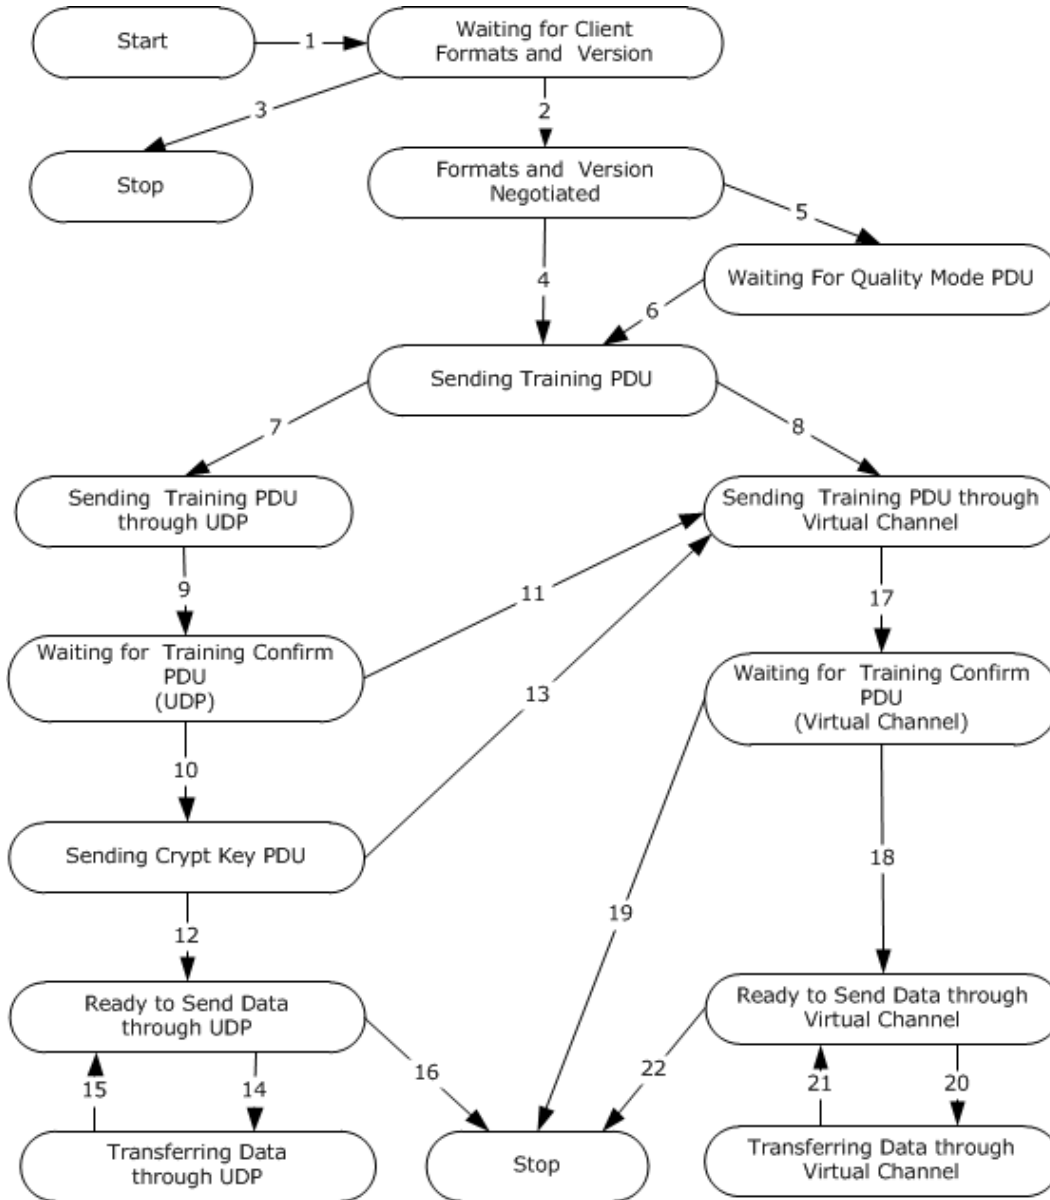 Start
1
Waiting for Client
Formats and Version
3
2
Stop
Formats and Version
Negotiated
5
4
Waiting For Quality Mode PDU
6
Sending Training PDU
7
8
Sending Training PDU
through UDP
Sending Training PDU through
Virtual Channel
9
11
17
Waiting for Training Confirm
PDU
(UDP)
13
Waiting for Training Confirm
PDU
(Virtual Channel)
10
Sending Crypt Key PDU
18
19
12
Ready to Send Data
through UDP
Ready to Send Data through
Virtual Channel
15
14
16
22
21
20
Transferring Data
through UDP
Stop
Transferring Data through
Virtual Channel